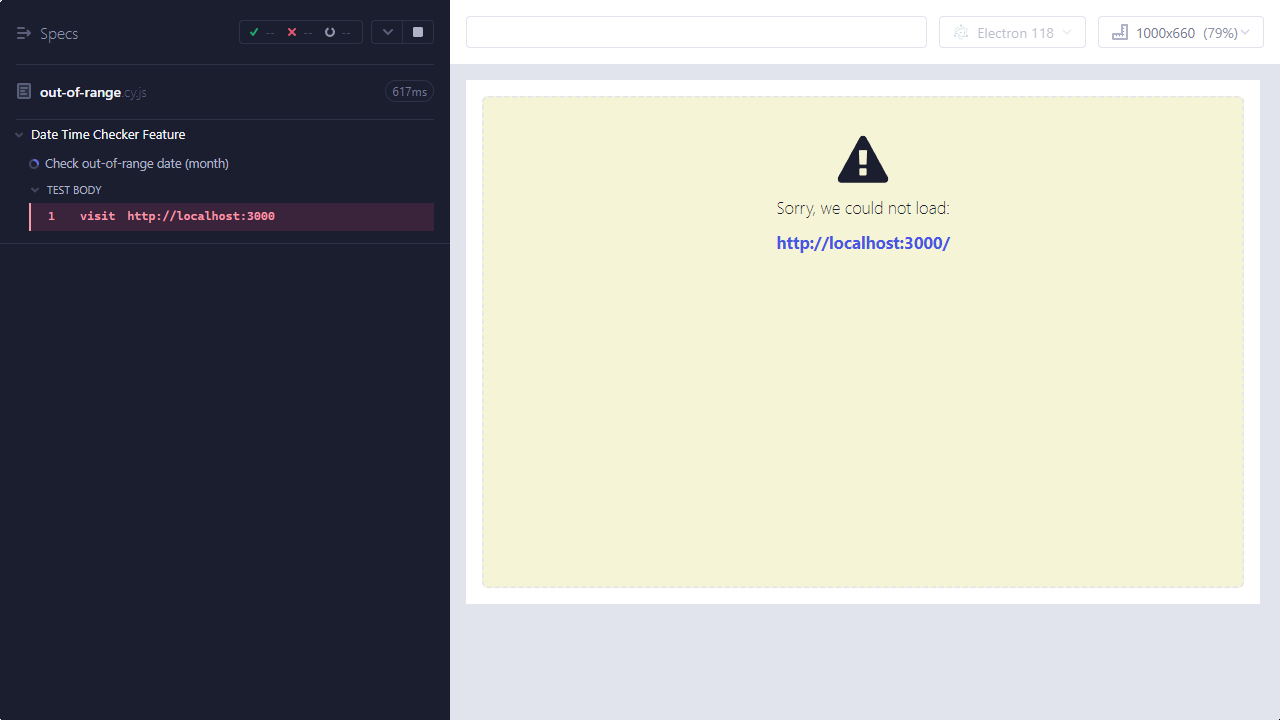 Specs
--
--
--
out-of-range.cy.js
617ms
Date Time Checker Feature
Check out-of-range date (month)
TEST BODY
1 visit http://localhost:3000
Electron 118
1000x660 (79%)
Sorry, we could not load:
http://localhost:3000/